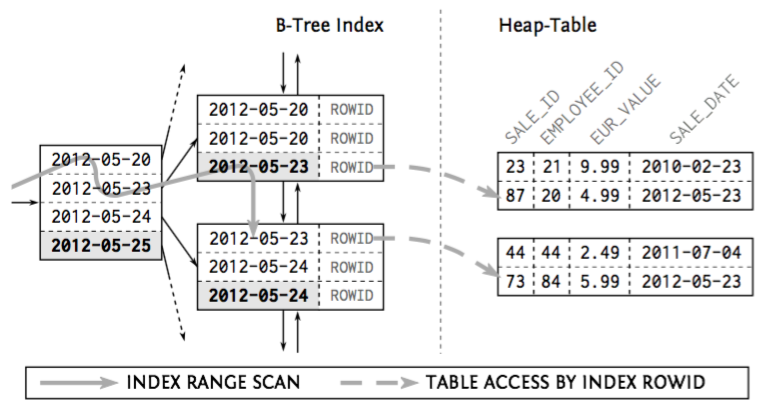 B-Tree Index
Heap-Table
SALE_ID
EMPLOYEE_ID
EUR_VALUE
SALE_DATE
2012-05-20
2012-05-23
2012-05-24
2012-05-25
2012-05-20 ROWID
2012-05-20 ROWID
2012-05-23 ROWID
2012-05-23 ROWID
2012-05-24 ROWID
2012-05-24 ROWID
23 21 9.99 2010-02-23
87 20 4.99 2012-05-23
44 44 2.49 2011-07-04
73 84 5.99 2012-05-23
INDEX RANGE SCAN
TABLE ACCESS BY INDEX ROWID